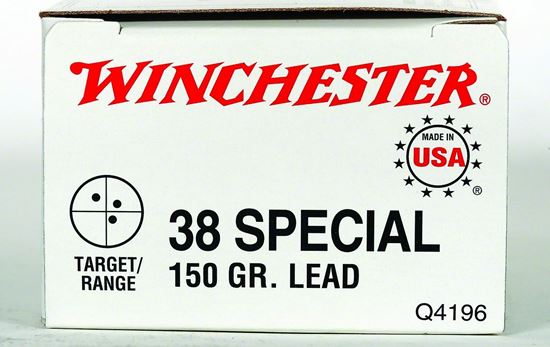 WINCHESTER®
MADE IN
USA
®
38 SPECIAL
TARGET/
RANGE
150 GR. LEAD
Q4196